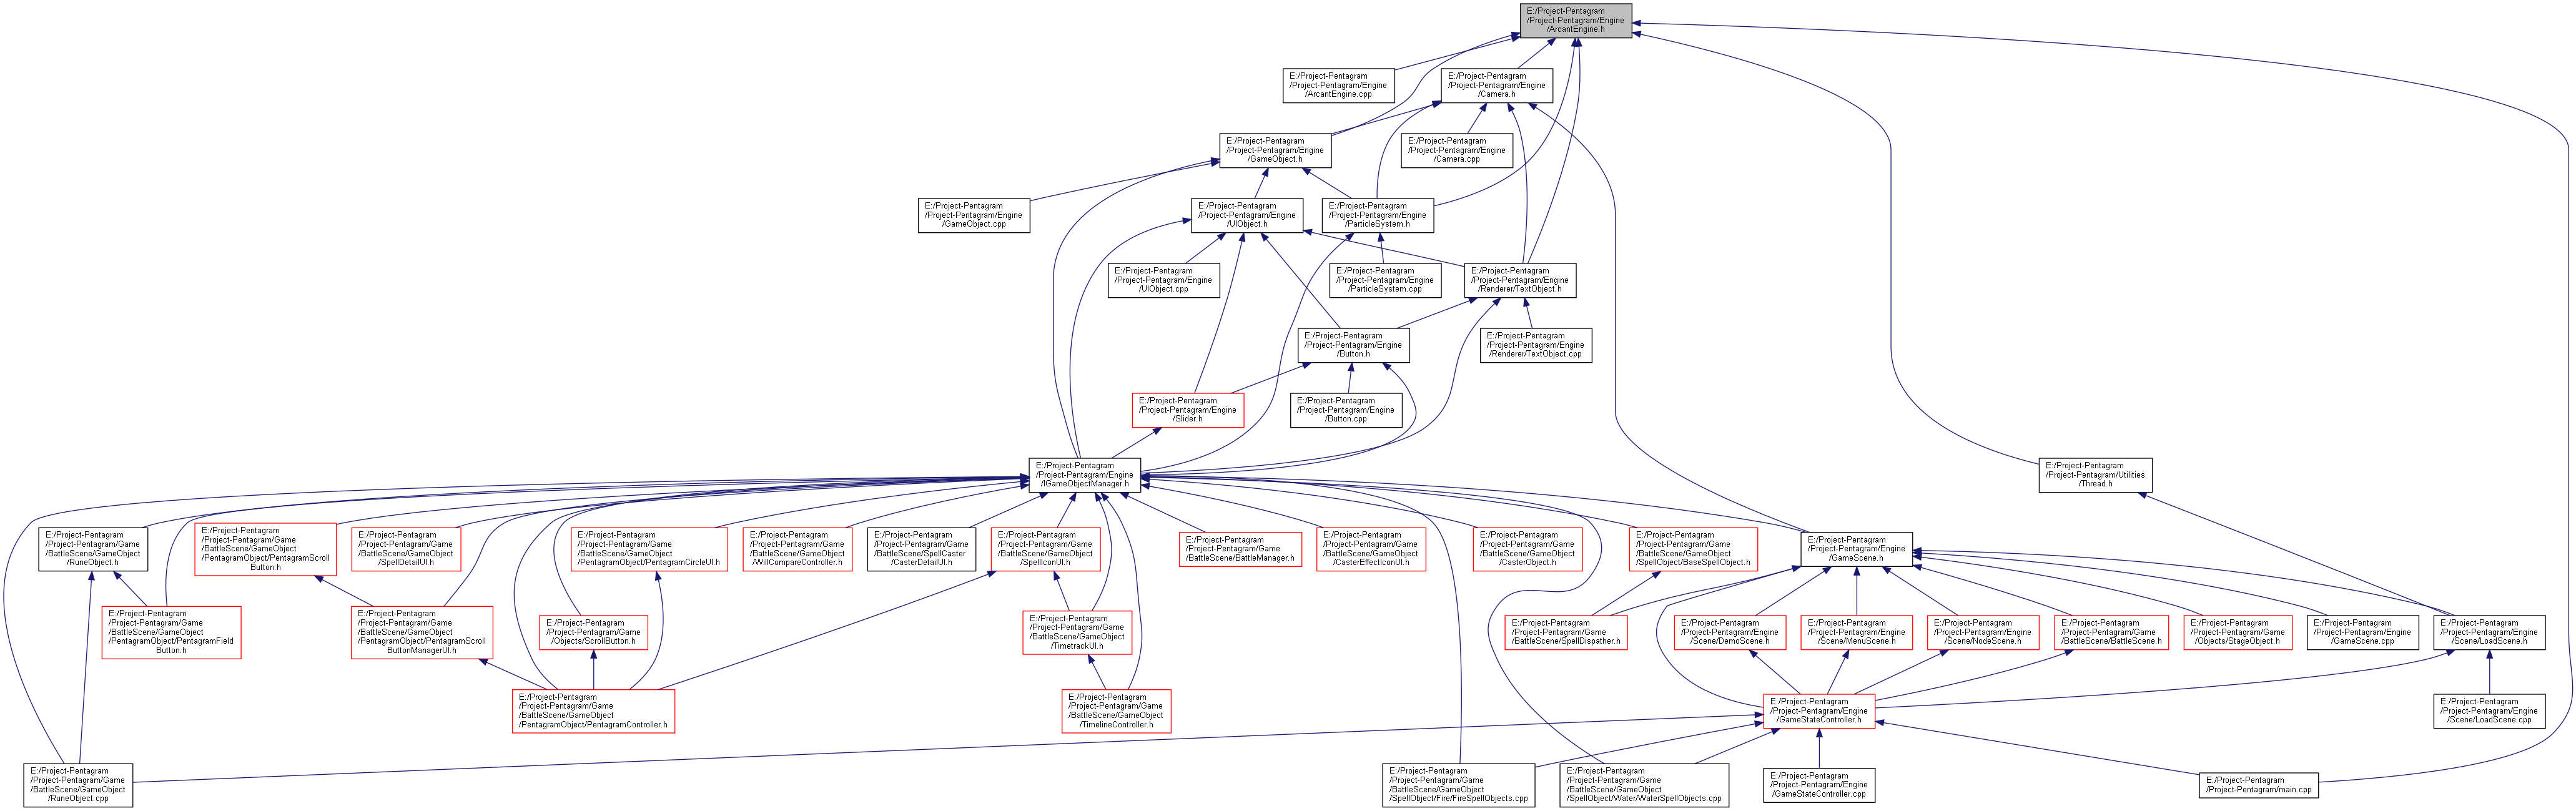 E:/Project-Pentagram
/Project-Pentagram/Engine
/ArcantEngine.h
E:/Project-Pentagram
/Project-Pentagram/Engine
/ArcantEngine.cpp
E:/Project-Pentagram
/Project-Pentagram/Engine
/Camera.h
E:/Project-Pentagram
/Project-Pentagram/Engine
/GameObject.h
E:/Project-Pentagram
/Project-Pentagram/Engine
/Camera.cpp
E:/Project-Pentagram
/Project-Pentagram/Engine
/GameObject.cpp
E:/Project-Pentagram
/Project-Pentagram/Engine
/UIObject.h
E:/Project-Pentagram
/Project-Pentagram/Engine
/ParticleSystem.h
E:/Project-Pentagram
/Project-Pentagram/Engine
/UIObject.cpp
E:/Project-Pentagram
/Project-Pentagram/Engine
/ParticleSystem.cpp
E:/Project-Pentagram
/Project-Pentagram/Engine
/Renderer/TextObject.h
E:/Project-Pentagram
/Project-Pentagram/Engine
/Button.h
E:/Project-Pentagram
/Project-Pentagram/Engine
/Renderer/TextObject.cpp
E:/Project-Pentagram
/Project-Pentagram/Engine
/Slider.h
E:/Project-Pentagram
/Project-Pentagram/Engine
/Button.cpp
E:/Project-Pentagram
/Project-Pentagram/Engine
/IGameObjectManager.h
E:/Project-Pentagram
/Project-Pentagram/Utilities
/Thread.h
E:/Project-Pentagram
/Project-Pentagram/Game
/BattleScene/GameObject
/RuneObject.h
E:/Project-Pentagram
/Project-Pentagram/Game
/BattleScene/GameObject
/PentagramObject/PentagramScroll
Button.h
E:/Project-Pentagram
/Project-Pentagram/Game
/BattleScene/GameObject
/SpellDetailUI.h
E:/Project-Pentagram
/Project-Pentagram/Game
/BattleScene/GameObject
/PentagramObject/PentagramCircleUI.h
E:/Project-Pentagram
/Project-Pentagram/Game
/BattleScene/GameObject
/WillCompareController.h
E:/Project-Pentagram
/Project-Pentagram/Game
/BattleScene/SpellCaster
/CasterDetailUI.h
E:/Project-Pentagram
/Project-Pentagram/Game
/BattleScene/GameObject
/SpellIconUI.h
E:/Project-Pentagram
/Project-Pentagram/Game
/BattleScene/BattleManager.h
E:/Project-Pentagram
/Project-Pentagram/Game
/BattleScene/GameObject
/CasterEffectIconUI.h
E:/Project-Pentagram
/Project-Pentagram/Game
/BattleScene/GameObject
/CasterObject.h
E:/Project-Pentagram
/Project-Pentagram/Game
/BattleScene/GameObject
/SpellObject/BaseSpellObject.h
E:/Project-Pentagram
/Project-Pentagram/Engine
/GameScene.h
E:/Project-Pentagram
/Project-Pentagram/Game
/BattleScene/GameObject
/PentagramObject/PentagramField
Button.h
E:/Project-Pentagram
/Project-Pentagram/Game
/BattleScene/GameObject
/PentagramObject/PentagramScroll
ButtonManagerUI.h
E:/Project-Pentagram
/Project-Pentagram/Game
/Objects/ScrollButton.h
E:/Project-Pentagram
/Project-Pentagram/Game
/BattleScene/GameObject
/TimetrackUI.h
E:/Project-Pentagram
/Project-Pentagram/Game
/BattleScene/SpellDispather.h
E:/Project-Pentagram
/Project-Pentagram/Engine
/Scene/DemoScene.h
E:/Project-Pentagram
/Project-Pentagram/Engine
/Scene/MenuScene.h
E:/Project-Pentagram
/Project-Pentagram/Engine
/Scene/NodeScene.h
E:/Project-Pentagram
/Project-Pentagram/Game
/BattleScene/BattleScene.h
E:/Project-Pentagram
/Project-Pentagram/Game
/Objects/StageObject.h
E:/Project-Pentagram
/Project-Pentagram/Engine
/GameScene.cpp
E:/Project-Pentagram
/Project-Pentagram/Engine
/Scene/LoadScene.h
E:/Project-Pentagram
/Project-Pentagram/Game
/BattleScene/GameObject
/PentagramObject/PentagramController.h
E:/Project-Pentagram
/Project-Pentagram/Game
/BattleScene/GameObject
/TimelineController.h
E:/Project-Pentagram
/Project-Pentagram/Engine
/GameStateController.h
E:/Project-Pentagram
/Project-Pentagram/Engine
/Scene/LoadScene.cpp
E:/Project-Pentagram
/Project-Pentagram/Game
/BattleScene/GameObject
/RuneObject.cpp
E:/Project-Pentagram
/Project-Pentagram/Game
/BattleScene/GameObject
/SpellObject/Fire/FireSpellObjects.cpp
E:/Project-Pentagram
/Project-Pentagram/Game
/BattleScene/GameObject
/SpellObject/Water/WaterSpellObjects.cpp
E:/Project-Pentagram
/Project-Pentagram/Engine
/GameStateController.cpp
E:/Project-Pentagram
/Project-Pentagram/main.cpp